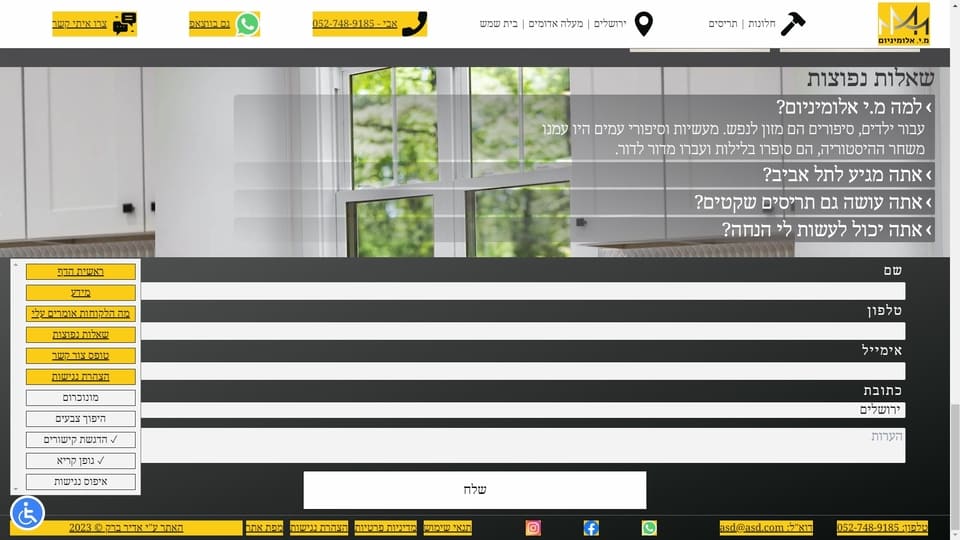 מ.י. אלומיניום
חלונות | תריסים
ירושלים | מעלה אדומים | בית שמש
אבי - 052-748-9185
גם בווצאפ
צרו איתי קשר
שאלות נפוצות
למה מ.י אלומיניום?
עבור ילדים, סיפורים הם מזון לנפש. מעשיות וסיפורי עמים היו עמנו
משחר ההיסטוריה, הם סופרו בלילות ועברו מדור לדור.
אתה מגיע לתל אביב?
אתה עושה גם תריסים שקטים?
אתה יכול לעשות לי הנחה?
שם
טלפון
אימייל
כתובת
ירושלים
הערות
שלח
ראשית הדף
מידע
מה הלקוחות אומרים עלי
שאלות נפוצות
טופס צור קשר
הצהרת נגישות
מונוכרום
היפוך צבעים
✓ הדגשת קישורים
✓ גופן קריא
איפוס נגישות
טלפון: 052-748-9185
דוא"ל: asd@asd.com
תנאי שימוש
מדיניות פרטיות
הצהרת נגישות
מפת אתר
האתר ע"י אדיר ברק © 2023